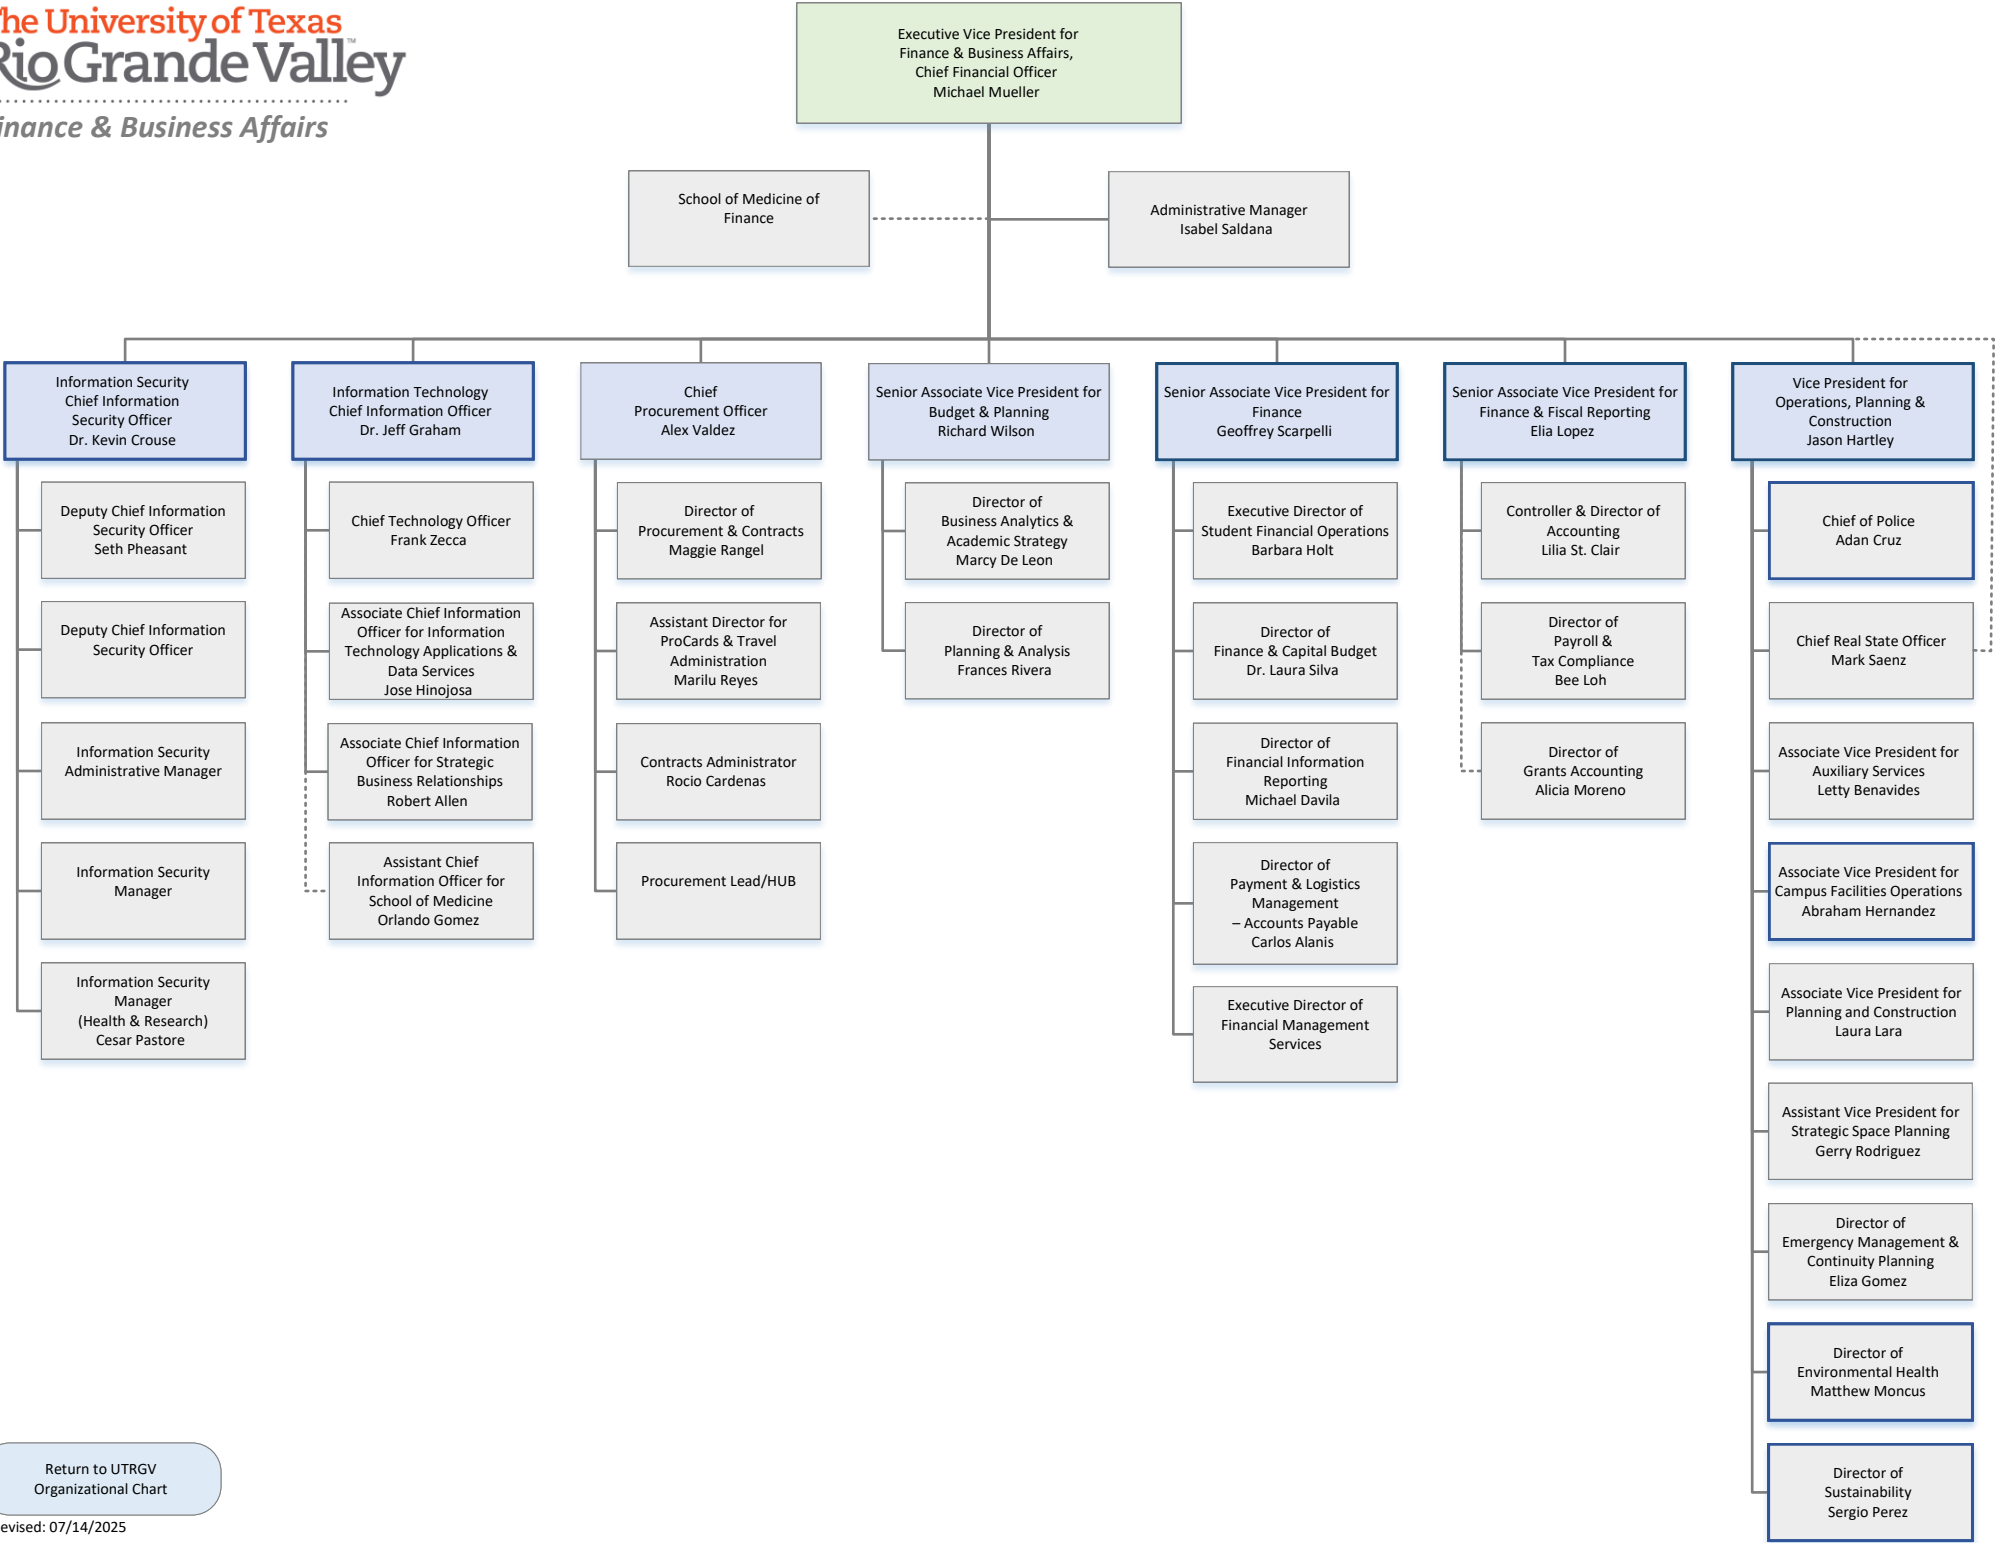 he University of Texas
RioGrande Valley™
inance & Business Affairs
Executive Vice President for
Finance & Business Affairs,
Chief Financial Officer
Michael Mueller
School of Medicine of
Finance
Administrative Manager
Isabel Saldana
Information Security
Chief Information
Security Officer
Dr. Kevin Crouse
Deputy Chief Information
Security Officer
Seth Pheasant
Deputy Chief Information
Security Officer
Information Security
Administrative Manager
Information Security
Manager
Information Security
Manager
(Health & Research)
Cesar Pastore
Information Technology
Chief Information Officer
Dr. Jeff Graham
Chief Technology Officer
Frank Zecca
Associate Chief Information
Officer for Information
Technology Applications &
Data Services
Jose Hinojosa
Associate Chief Information
Officer for Strategic
Business Relationships
Robert Allen
Assistant Chief
Information Officer for
School of Medicine
Orlando Gomez
Chief
Procurement Officer
Alex Valdez
Director of
Procurement & Contracts
Maggie Rangel
Assistant Director for
ProCards & Travel
Administration
Marilu Reyes
Contracts Administrator
Rocio Cardenas
Procurement Lead/HUB
Senior Associate Vice President for
Budget & Planning
Richard Wilson
Director of
Business Analytics &
Academic Strategy
Marcy De Leon
Director of
Planning & Analysis
Frances Rivera
Senior Associate Vice President for
Finance
Geoffrey Scarpelli
Executive Director of
Student Financial Operations
Barbara Holt
Director of
Finance & Capital Budget
Dr. Laura Silva
Director of
Financial Information
Reporting
Michael Davila
Director of
Payment & Logistics
Management
– Accounts Payable
Carlos Alanis
Executive Director of
Financial Management
Services
Senior Associate Vice President for
Finance & Fiscal Reporting
Elia Lopez
Controller & Director of
Accounting
Lilia St. Clair
Director of
Payroll &
Tax Compliance
Bee Loh
Director of
Grants Accounting
Alicia Moreno
Vice President for
Operations, Planning &
Construction
Jason Hartley
Chief of Police
Adan Cruz
Chief Real State Officer
Mark Saenz
Associate Vice President for
Auxiliary Services
Letty Benavides
Associate Vice President for
Campus Facilities Operations
Abraham Hernandez
Associate Vice President for
Planning and Construction
Laura Lara
Assistant Vice President for
Strategic Space Planning
Gerry Rodriguez
Director of
Emergency Management &
Continuity Planning
Eliza Gomez
Director of
Environmental Health
Matthew Moncus
Director of
Sustainability
Sergio Perez
Return to UTRGV
Organizational Chart
evised: 07/14/2025